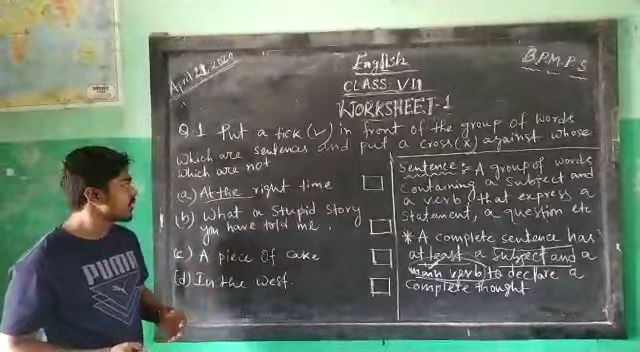 April 21, 2020
English
B.P.M.P.S
CLASS VII
WORKSHEET-1
Q.1 Put a tick (√) in front of the group of words
which are sentences and put a cross(x) against whose
which are not
(a) At the right time
(b) What a stupid story
you have told me.
(c) A piece of cake
(d) In the west.
Sentence:- A group of words
containing a subject and
a verb, that express a
statement, a question etc
* A complete sentence has
at least a subject and a
main verb to declare a
complete thought
PUMA